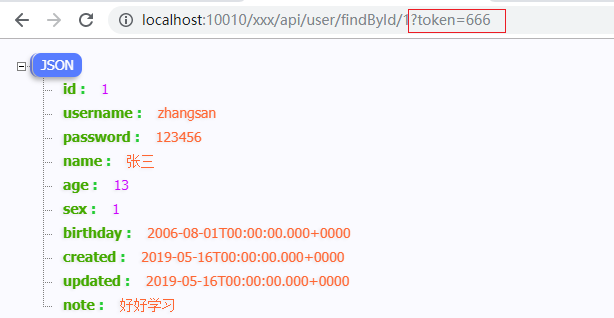 localhost:10010/xxx/api/user/findById/1?token=666
JSON
id : 1
username : zhangsan
password : 123456
name : 张三
age : 13
sex : 1
birthday : 2006-08-01T00:00:00.000+0000
created : 2019-05-16T00:00:00.000+0000
updated : 2019-05-16T00:00:00.000+0000
note : 好好学习